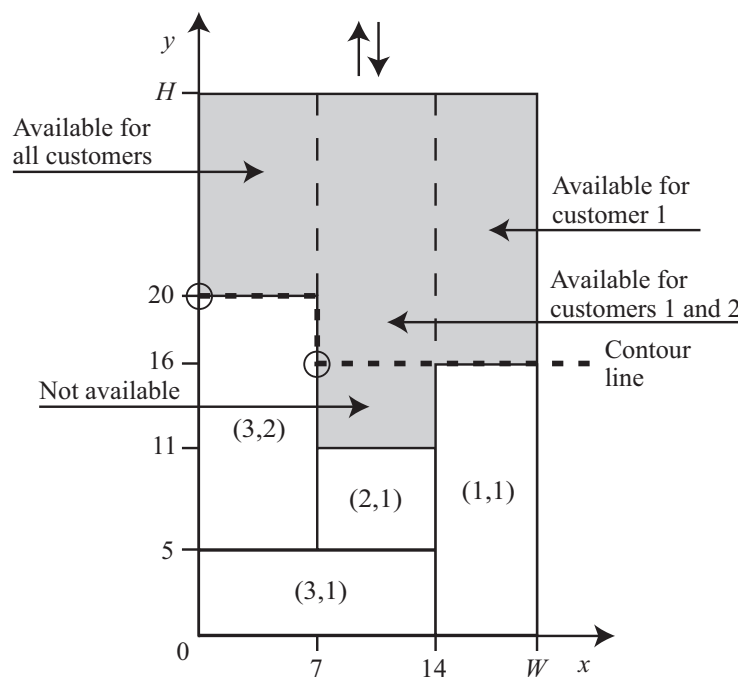 y
H
Available for
all customers
Available for
customer 1
20
Available for
customers 1 and 2
16
Contour
line
Not available
(3,2)
11
(2,1)
(1,1)
5
(3,1)
0
7
14
W
x